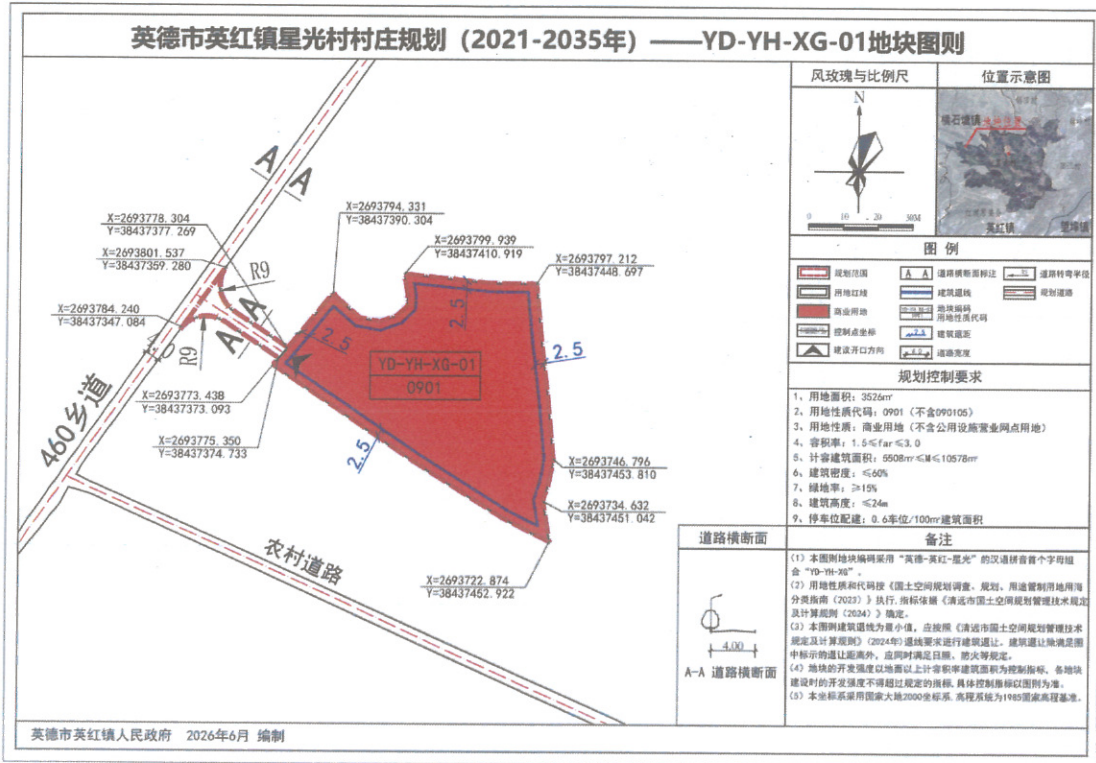 英德市英红镇星光村村庄规划（2021-2035年）——YD-YH-XG-01地块图则
风玫瑰与比例尺
位置示意图
N
0 10 20 30M
横石塘镇
英红镇
望埠镇
A A
X=2693778.304
Y=38437377.269
X=2693801.537
Y=38437359.280
X=2693784.240
Y=38437347.084
X=2693794.331
Y=38437390.304
X=2693799.939
Y=38437410.919
X=2693797.212
Y=38437448.697
R9
R9
A A
4.0
2.5
2.5
2.5
2.5
YD-YH-XG-01
0901
X=2693773.438
Y=38437373.093
X=2693775.350
Y=38437374.733
X=2693746.796
Y=38437453.810
X=2693734.632
Y=38437451.042
X=2693722.874
Y=38437452.922
460乡道
农村道路
图 例
规划范围
A A 道路横断面标注
道路转弯半径
用地红线
建筑退线
规划道路
商业用地
地块编码
用地性质代码
控制点坐标
建筑退距
建设开口方向
道路宽度
规划控制要求
1、用地面积：3526㎡
2、用地性质代码：0901（不含090105）
3、用地性质：商业用地（不含公用设施营业网点用地）
4、容积率：1.5≤far≤3.0
5、计容建筑面积：5508㎡≤M≤10578㎡
6、建筑密度：≤60%
7、绿地率：≥15%
8、建筑高度：≤24m
9、停车位配建：0.6车位/100㎡建筑面积
道路横断面
4.00
A-A 道路横断面
备注
（1）本图则地块编码采用“英德-英红-星光”的汉语拼音首个字母组
合“YD-YH-XG”。
（2）用地性质和代码按《国土空间规划调查、规划、用途管制用地用海
分类指南（2023）》执行，指标依据《清远市国土空间规划管理技术规定
及计算规则（2024）》确定。
（3）本图则建筑退线为最小值，应按照《清远市国土空间规划管理技术
规定及计算规则》（2024年）退线要求进行建筑退让。建筑退让除满足图
中标示的退让距离外，应同时满足日照、防火等规定。
（4）地块的开发强度以地面以上计容积率建筑面积为控制指标，各地块
建设时的开发强度不得超过规定的指标，具体控制指标以图则为准。
（5）本坐标系采用国家大地2000坐标系，高程系统为1985国家高程基准。
英德市英红镇人民政府 2026年6月 编制